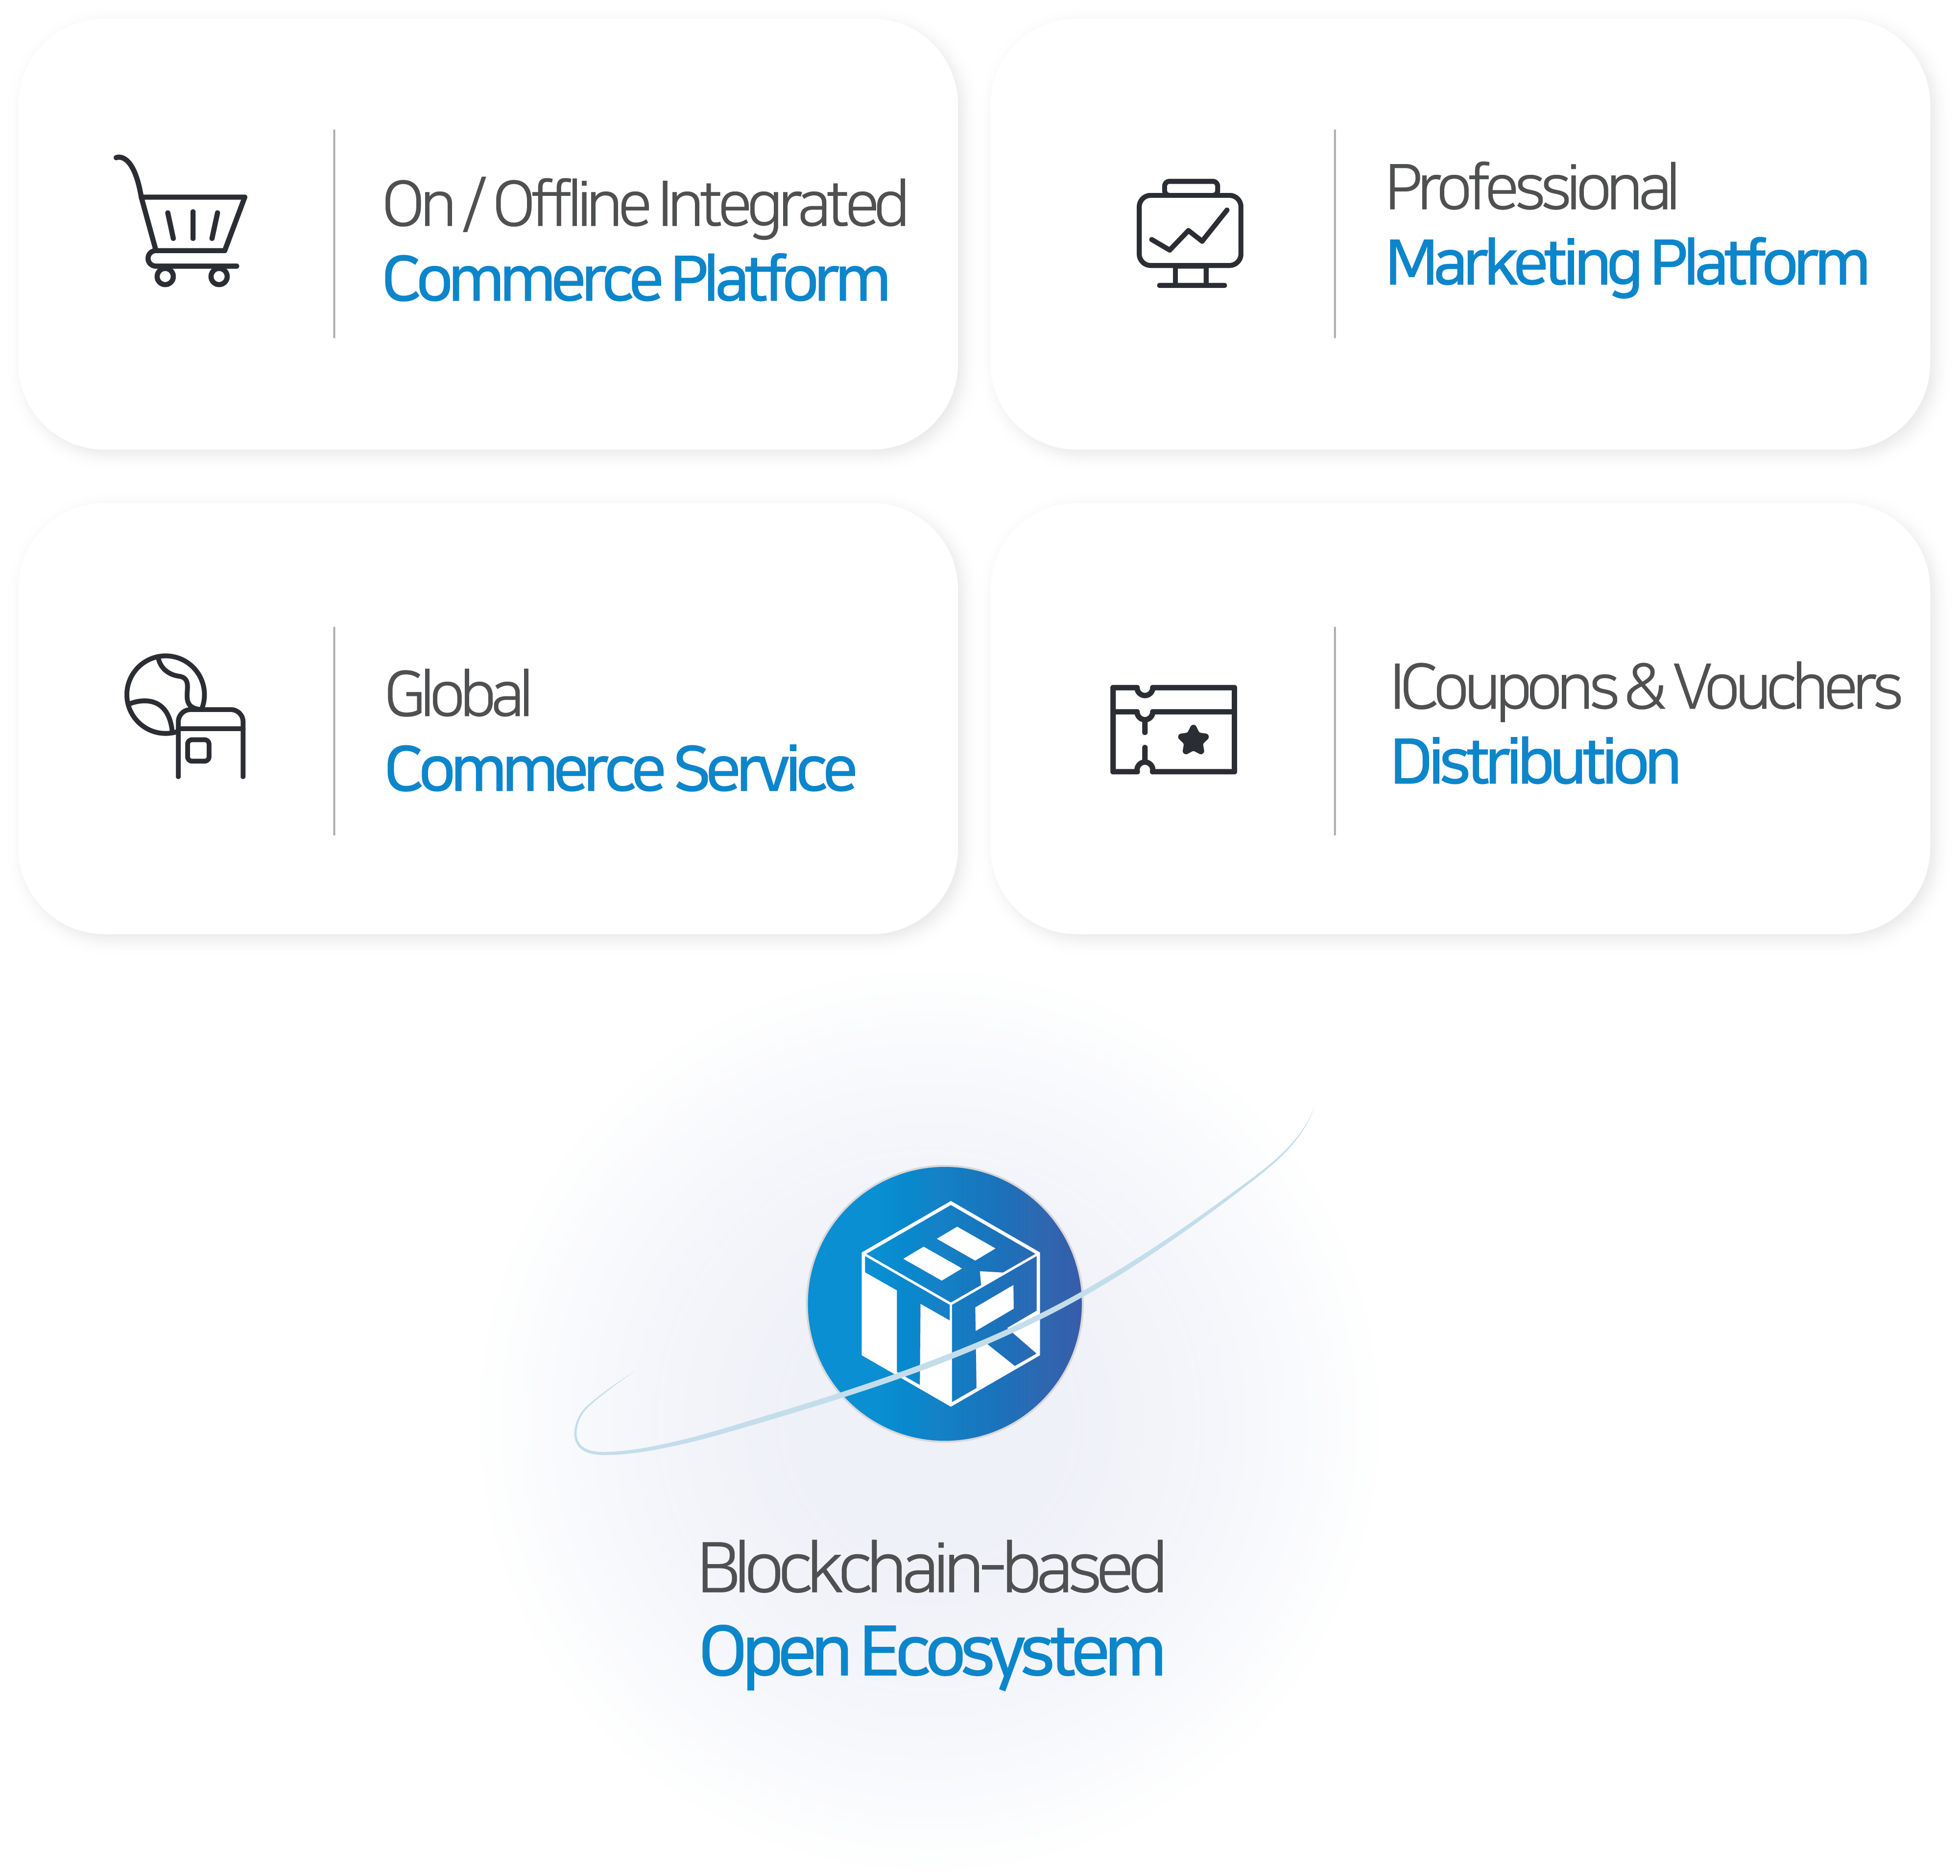 On / Offline Integrated
Commerce Platform
Professional
Marketing Platform
Global
Commerce Service
ICoupons & Vouchers
Distribution
Blockchain-based
Open Ecosystem